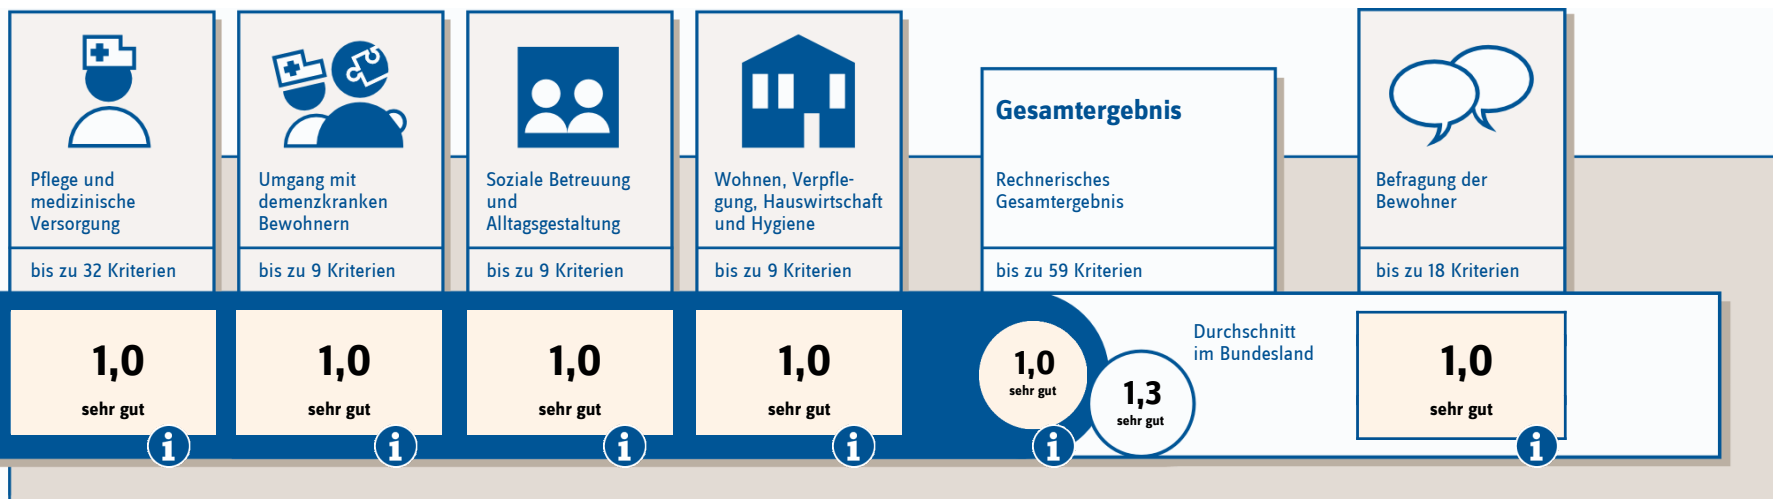 Pflege und
medizinische
Versorgung
bis zu 32 Kriterien
1,0
sehr gut
i
Umgang mit
demenzkranken
Bewohnern
bis zu 9 Kriterien
1,0
sehr gut
i
Soziale Betreuung
und
Alltagsgestaltung
bis zu 9 Kriterien
1,0
sehr gut
i
Wohnen, Verpfle-
gung, Hauswirtschaft
und Hygiene
bis zu 9 Kriterien
1,0
sehr gut
i
Gesamtergebnis
Rechnerisches
Gesamtergebnis
bis zu 59 Kriterien
1,0
sehr gut
i
Durchschnitt
im Bundesland
1,3
sehr gut
Befragung der
Bewohner
bis zu 18 Kriterien
1,0
sehr gut
i